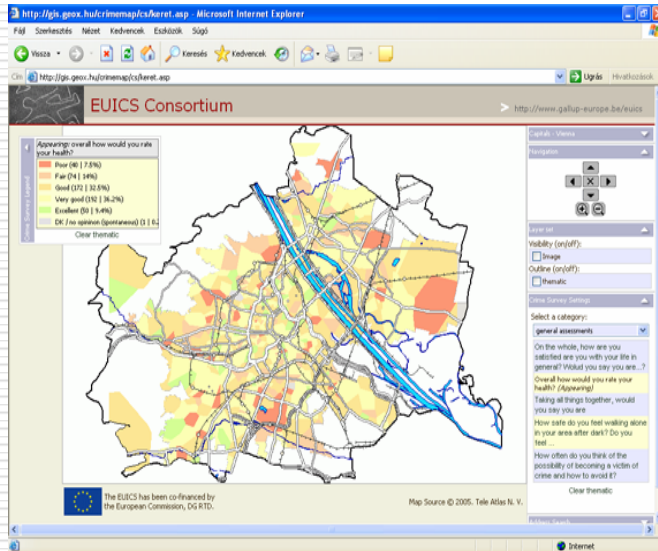 http://gis.geox.hu/crimemap/cs/keret.asp - Microsoft Internet Explorer
Fájl Szerkesztés Nézet Kedvencek Eszközök Súgó
Vissza Keresés Kedvencek
Cím http://gis.geox.hu/crimemap/cs/keret.asp Ugrás Hivatkozások
EUICS Consortium
> http://www.gallup-europe.be/euics
Crime Survey Legend
Appearing: overall how would you rate
your health?
Poor (40 | 7.5%)
Fair (74 | 14%)
Good (172 | 32.5%)
Very good (192 | 36.2%)
Excellent (50 | 9.4%)
DK / no opininon (spontaneous) (1 | 0.
Clear thematic
Capitals - Vienna
Navigation
Layer set
Visibility (on/off):
Image
Outline (on/off):
thematic
Crime Survey Settings
Select a category:
general assessments
On the whole, how are you
satisfied are you with your life in
general? Wolud you say you are...?
Overall how would you rate your
health? (Appearing)
Taking all things together, would
you say you are
How safe do you feel walking alone
in your area after dark? Do you
feel ...
How often do you think of the
possibility of becoming a victim of
crime and how to avoid it?
Clear thematic
The EUICS has been co-financed by
the European Commission, DG RTD.
Map Source © 2005. Tele Atlas N. V.
Internet